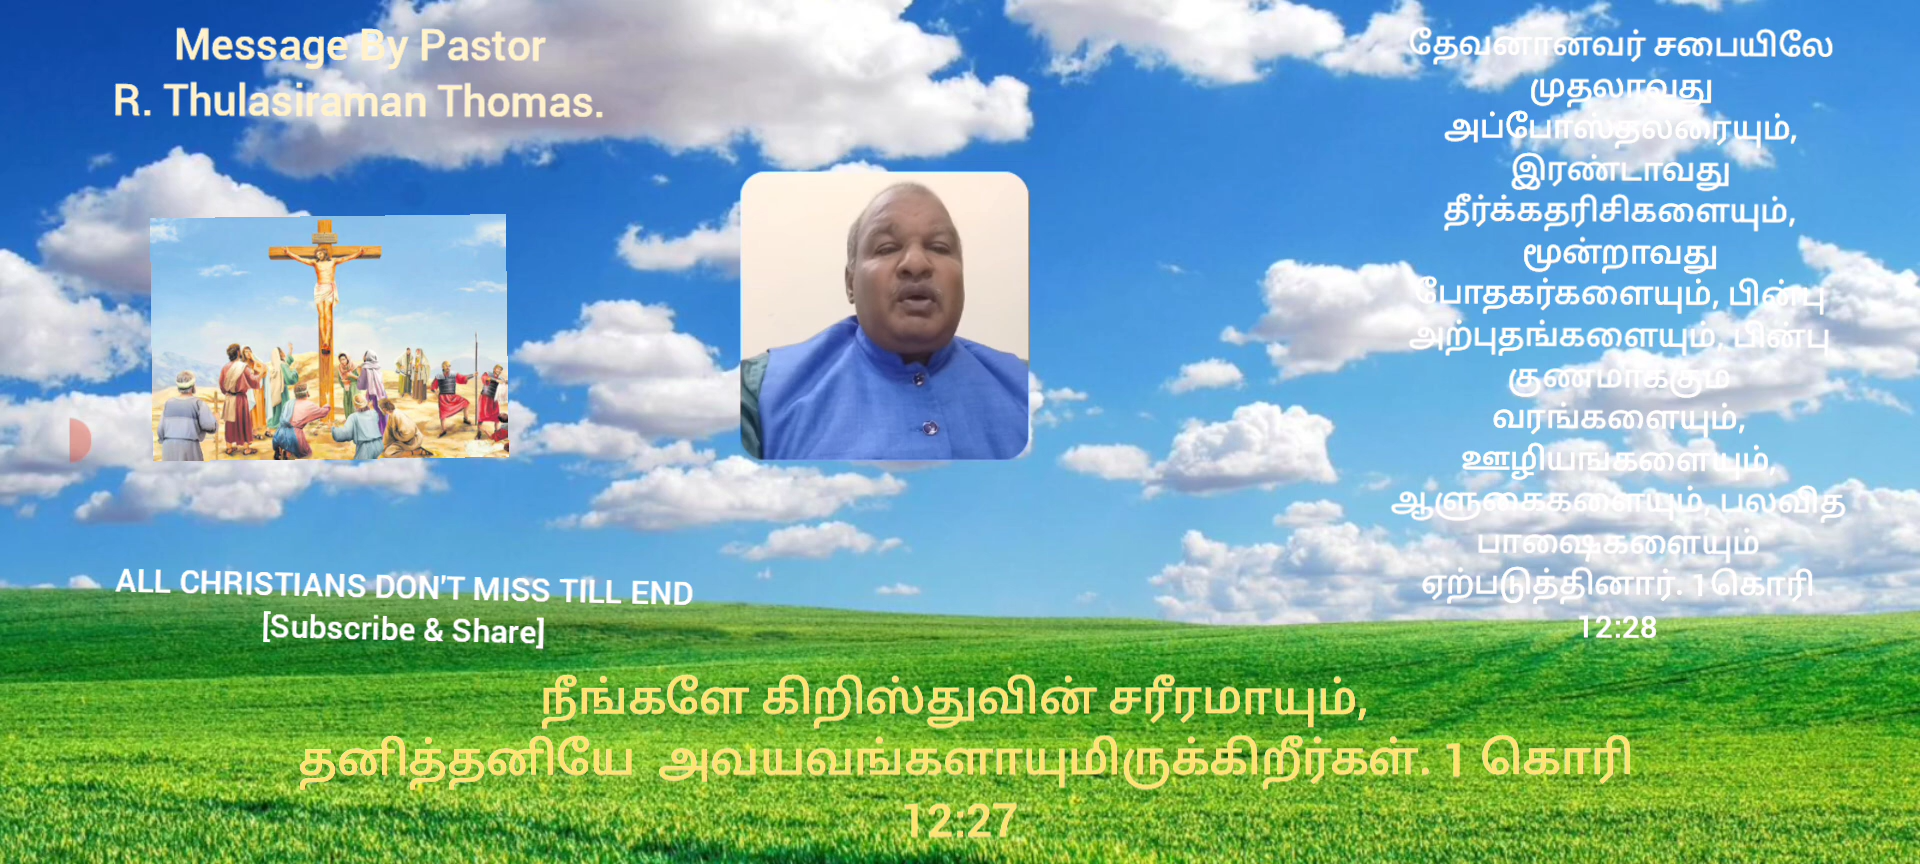 Message By Pastor
R. Thulasiraman Thomas.
ALL CHRISTIANS DON'T MISS TILL END
[Subscribe & Share]
தேவனானவர் சபையிலே
முதலாவது
அப்போஸ்தலரையும்,
இரண்டாவது
தீர்க்கதரிசிகளையும்,
மூன்றாவது
போதகர்களையும், பின்பு
அற்புதங்களையும், பின்பு
குணமாக்கும்
வரங்களையும்,
ஊழியங்களையும்,
ஆளுகைகளையும், பலவித
பாஷைகளையும்
ஏற்படுத்தினார். 1கொரி
12:28
நீங்களே கிறிஸ்துவின் சரீரமாயும்,
தனித்தனியே அவயவங்களாயுமிருக்கிறீர்கள். 1 கொரி
12:27